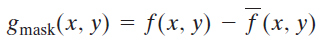 g_mask(x, y) = f(x, y) − f̅(x, y)